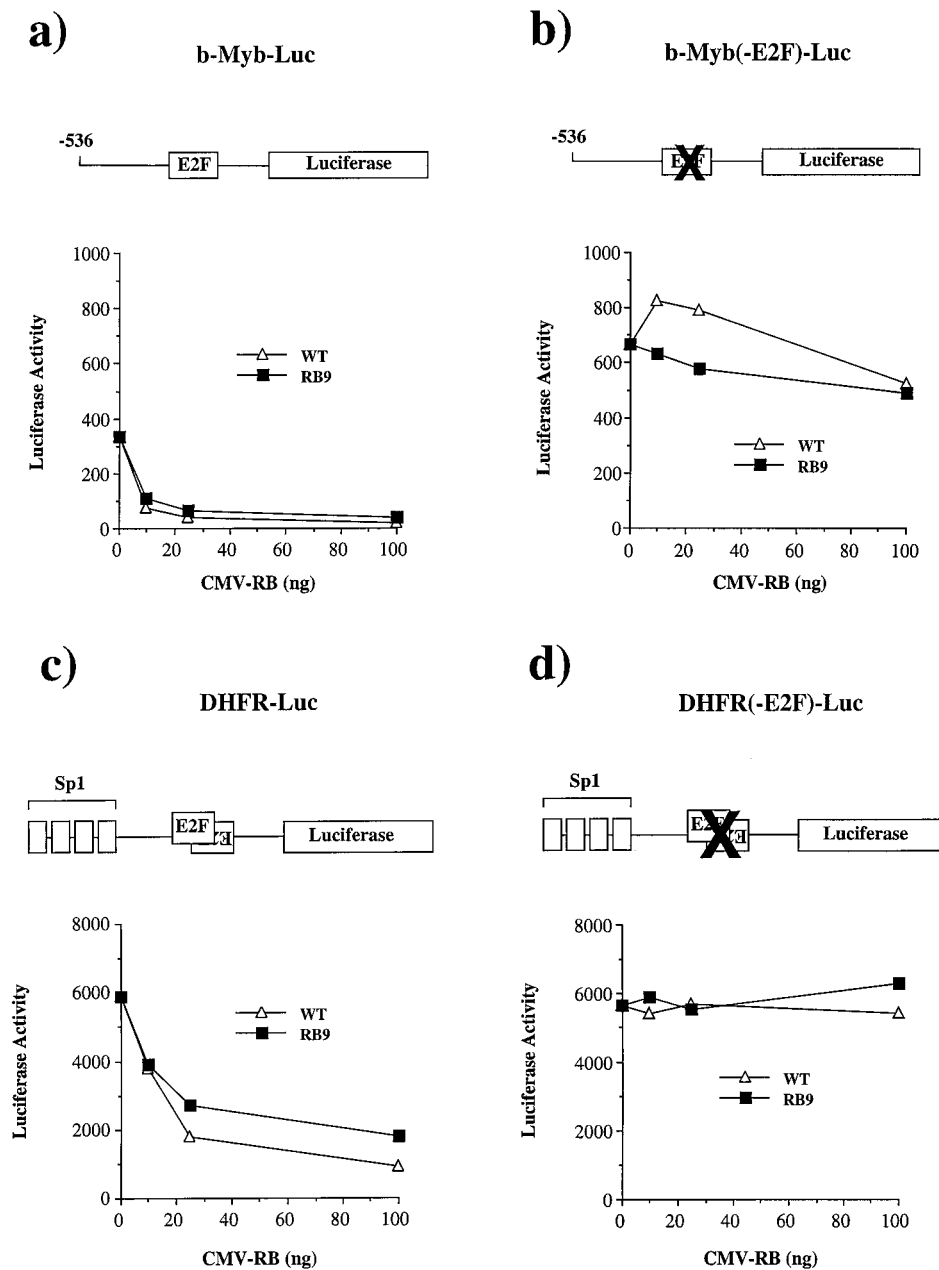 a)
b-Myb-Luc
-536
E2F
Luciferase
1000
800
600
400
200
0
Luciferase Activity
WT
RB9
0 20 40 60 80 100
CMV-RB (ng)
b)
b-Myb(-E2F)-Luc
-536
E2F
Luciferase
1000
800
600
400
200
0
Luciferase Activity
WT
RB9
0 20 40 60 80 100
CMV-RB (ng)
c)
DHFR-Luc
Sp1
E2F
E2F
Luciferase
8000
6000
4000
2000
0
Luciferase Activity
WT
RB9
0 20 40 60 80 100
CMV-RB (ng)
d)
DHFR(-E2F)-Luc
Sp1
E2F
E2F
Luciferase
8000
6000
4000
2000
0
Luciferase Activity
WT
RB9
0 20 40 60 80 100
CMV-RB (ng)